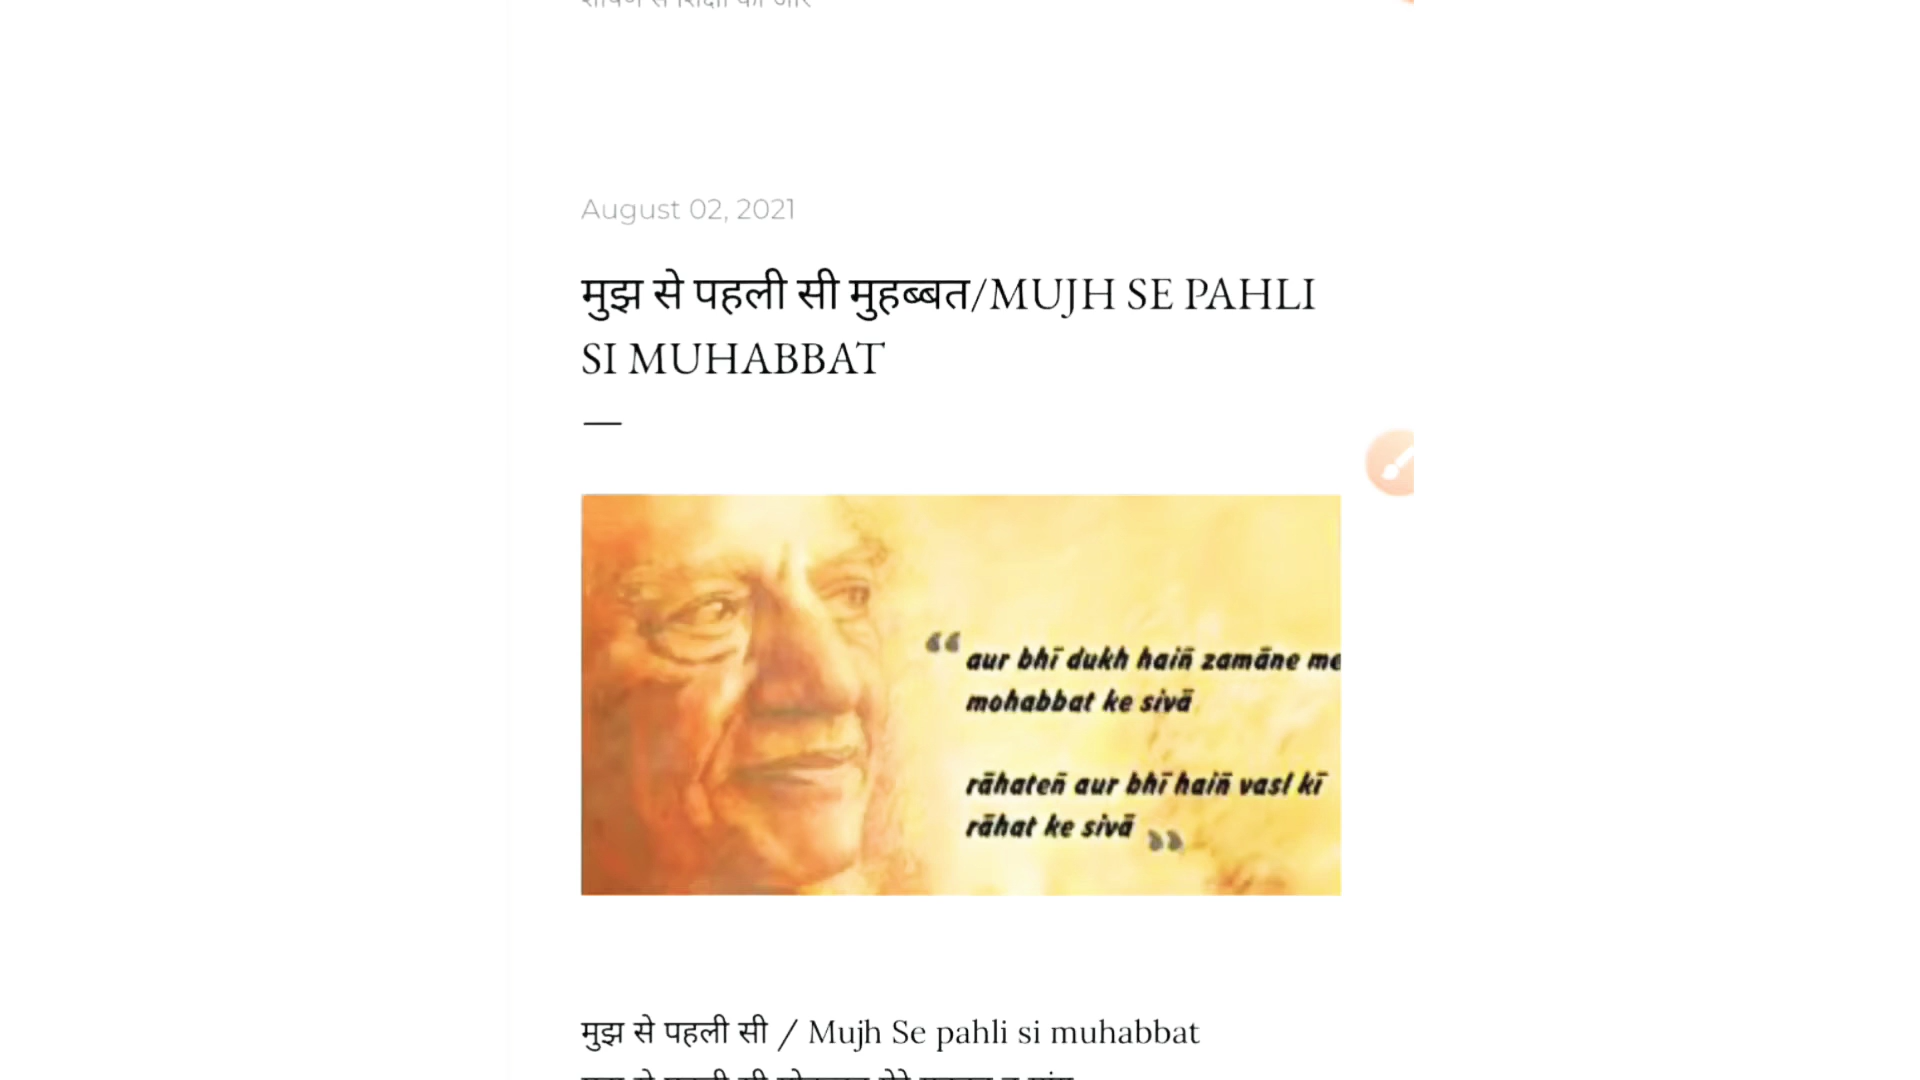 August 02, 2021
मुझ से पहली सी मुहब्बत/MUJH SE PAHLI
SI MUHABBAT
“ aur bhī dukh haiñ zamāne me
mohabbat ke sivā
rāhateñ aur bhī haiñ vasl kī
rāhat ke sivā ”
मुझ से पहली सी / Mujh Se pahli si muhabbat